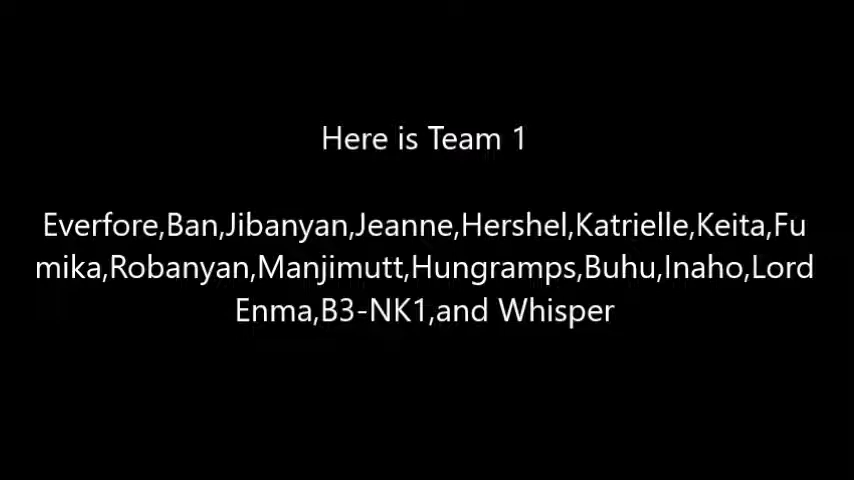 Here is Team 1
Everfore,Ban,Jibanyan,Jeanne,Hershel,Katrielle,Keita,Fu
mika,Robanyan,Manjimutt,Hungramps,Buhu,Inaho,Lord
Enma,B3-NK1,and Whisper